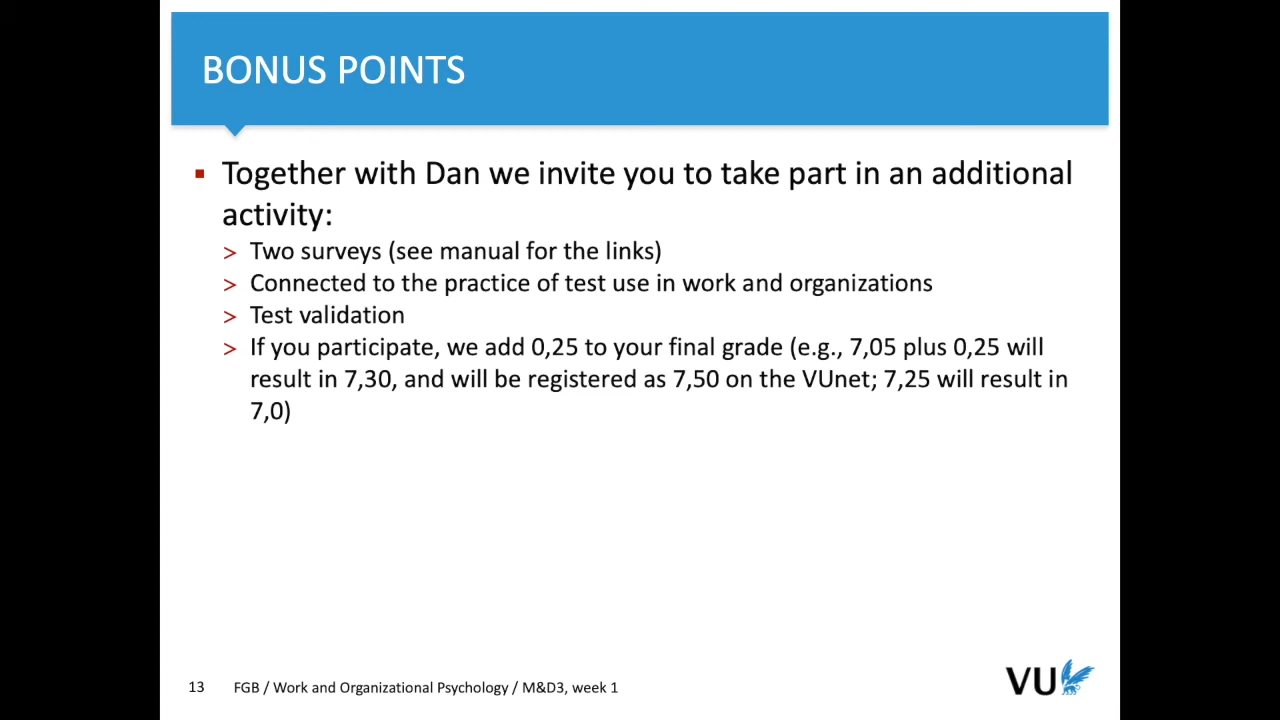 BONUS POINTS
Together with Dan we invite you to take part in an additional
activity:
> Two surveys (see manual for the links)
> Connected to the practice of test use in work and organizations
> Test validation
> If you participate, we add 0,25 to your final grade (e.g., 7,05 plus 0,25 will
result in 7,30, and will be registered as 7,50 on the VUnet; 7,25 will result in
7,0)
13 FGB / Work and Organizational Psychology / M&D3, week 1
VU